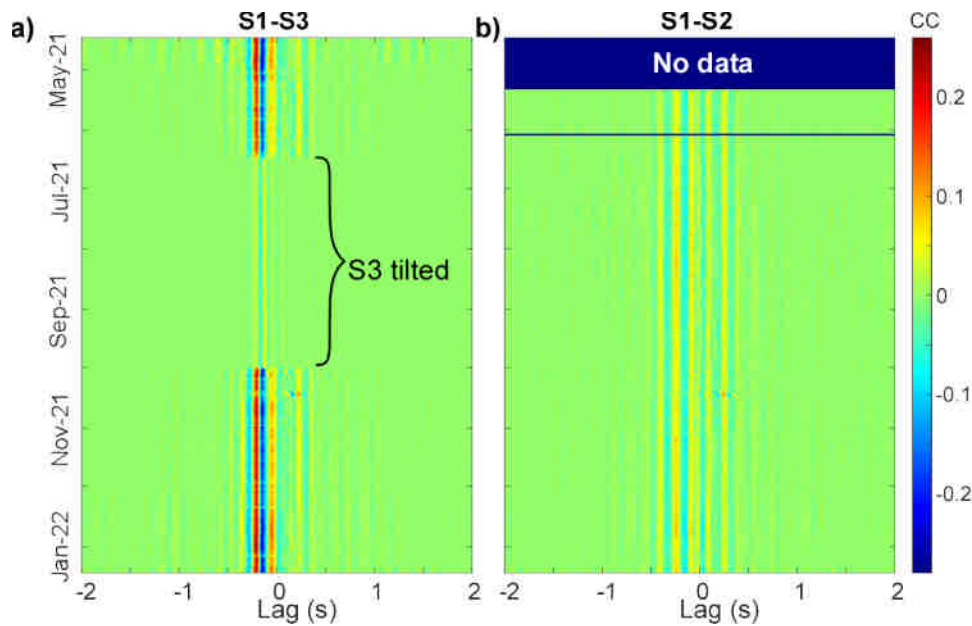 a)
S1-S3
May-21
Jul-21
Sep-21
Nov-21
Jan-22
S3 tilted
-2
-1
0
1
2
Lag (s)
b)
S1-S2
No data
-2
-1
0
1
2
Lag (s)
CC
0.2
0.1
0
-0.1
-0.2